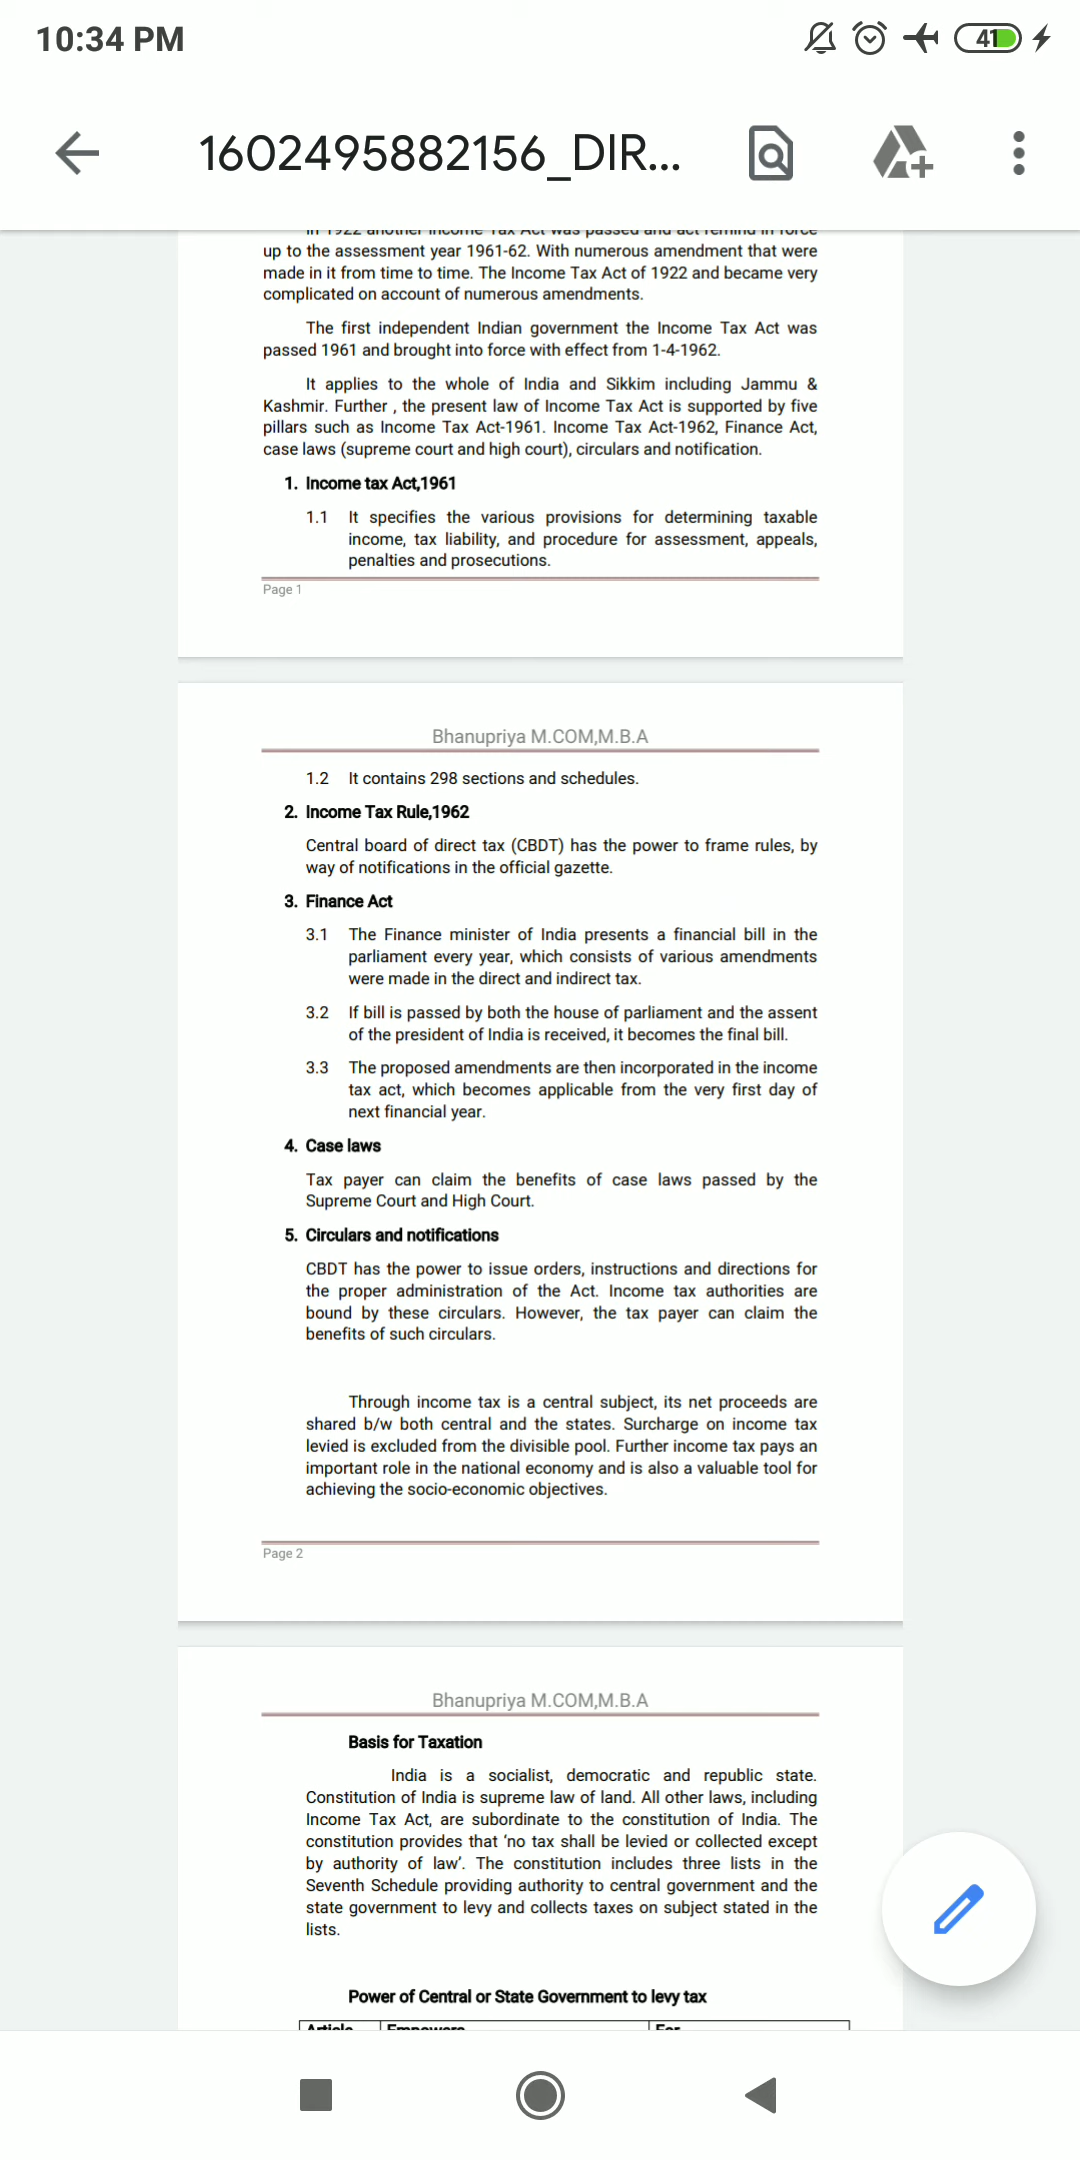 10:34 PM
41
1602495882156_DIR...
In 1922 another Income Tax Act was passed and act remind in force
up to the assessment year 1961-62. With numerous amendment that were
made in it from time to time. The Income Tax Act of 1922 and became very
complicated on account of numerous amendments.
The first independent Indian government the Income Tax Act was
passed 1961 and brought into force with effect from 1-4-1962.
It applies to the whole of India and Sikkim including Jammu &
Kashmir. Further , the present law of Income Tax Act is supported by five
pillars such as Income Tax Act-1961. Income Tax Act-1962, Finance Act,
case laws (supreme court and high court), circulars and notification.
1. Income tax Act,1961
1.1 It specifies the various provisions for determining taxable
income, tax liability, and procedure for assessment, appeals,
penalties and prosecutions.
Page 1
Bhanupriya M.COM,M.B.A
1.2 It contains 298 sections and schedules.
2. Income Tax Rule,1962
Central board of direct tax (CBDT) has the power to frame rules, by
way of notifications in the official gazette.
3. Finance Act
3.1 The Finance minister of India presents a financial bill in the
parliament every year, which consists of various amendments
were made in the direct and indirect tax.
3.2 If bill is passed by both the house of parliament and the assent
of the president of India is received, it becomes the final bill.
3.3 The proposed amendments are then incorporated in the income
tax act, which becomes applicable from the very first day of
next financial year.
4. Case laws
Tax payer can claim the benefits of case laws passed by the
Supreme Court and High Court.
5. Circulars and notifications
CBDT has the power to issue orders, instructions and directions for
the proper administration of the Act. Income tax authorities are
bound by these circulars. However, the tax payer can claim the
benefits of such circulars.
Through income tax is a central subject, its net proceeds are
shared b/w both central and the states. Surcharge on income tax
levied is excluded from the divisible pool. Further income tax pays an
important role in the national economy and is also a valuable tool for
achieving the socio-economic objectives.
Page 2
Bhanupriya M.COM,M.B.A
Basis for Taxation
India is a socialist, democratic and republic state.
Constitution of India is supreme law of land. All other laws, including
Income Tax Act, are subordinate to the constitution of India. The
constitution provides that ‘no tax shall be levied or collected except
by authority of law’. The constitution includes three lists in the
Seventh Schedule providing authority to central government and the
state government to levy and collects taxes on subject stated in the
lists.
Power of Central or State Government to levy tax
Article Empowers For